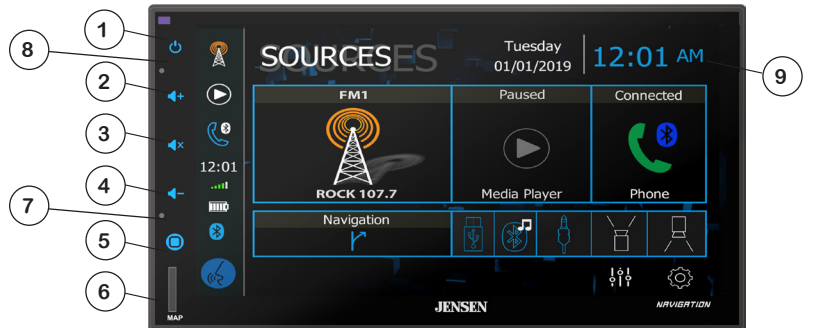 1
8
2
3
4
7
5
6
9
SOURCES
SOURCES
Tuesday
01/01/2019
12:01 AM
FM1
ROCK 107.7
Paused
Media Player
Connected
Phone
12:01
Navigation
MAP
JENSEN
NAVIGATION